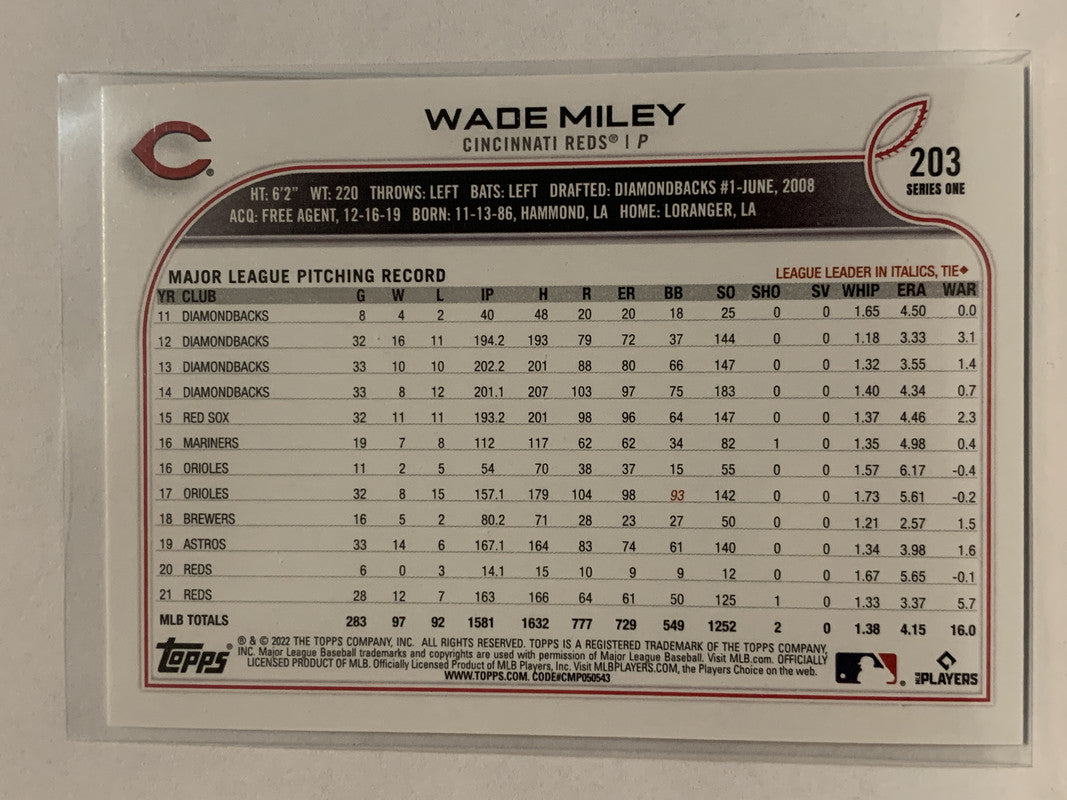 WADE MILEY
CINCINNATI REDS® | P
203
SERIES ONE
HT: 6'2" WT: 220 THROWS: LEFT BATS: LEFT DRAFTED: DIAMONDBACKS #1-JUNE, 2008
ACQ: FREE AGENT, 12-16-19 BORN: 11-13-86, HAMMOND, LA HOME: LORANGER, LA
MAJOR LEAGUE PITCHING RECORD LEAGUE LEADER IN ITALICS, TIE◆
YR CLUB G W L IP H R ER BB SO SHO SV WHIP ERA WAR
11 DIAMONDBACKS 8 4 2 40 48 20 20 18 25 0 0 1.65 4.50 0.0
12 DIAMONDBACKS 32 16 11 194.2 193 79 72 37 144 0 0 1.18 3.33 3.1
13 DIAMONDBACKS 33 10 10 202.2 201 88 80 66 147 0 0 1.32 3.55 1.4
14 DIAMONDBACKS 33 8 12 201.1 207 103 97 75 183 0 0 1.40 4.34 0.7
15 RED SOX 32 11 11 193.2 201 98 96 64 147 0 0 1.37 4.46 2.3
16 MARINERS 19 7 8 112 117 62 62 34 82 1 0 1.35 4.98 0.4
16 ORIOLES 11 2 5 54 70 38 37 15 55 0 0 1.57 6.17 -0.4
17 ORIOLES 32 8 15 157.1 179 104 98 93 142 0 0 1.73 5.61 -0.2
18 BREWERS 16 5 2 80.2 71 28 23 27 50 0 0 1.21 2.57 1.5
19 ASTROS 33 14 6 167.1 164 83 74 61 140 0 0 1.34 3.98 1.6
20 REDS 6 0 3 14.1 15 10 9 9 12 0 0 1.67 5.65 -0.1
21 REDS 28 12 7 163 166 64 61 50 125 1 0 1.33 3.37 5.7
MLB TOTALS 283 97 92 1581 1632 777 729 549 1252 2 0 1.38 4.15 16.0
Topps
® & © 2022 THE TOPPS COMPANY, INC. ALL RIGHTS RESERVED. TOPPS IS A REGISTERED TRADEMARK OF THE TOPPS COMPANY,
INC. Major League Baseball trademarks and copyrights are used with permission of Major League Baseball. Visit MLB.com. OFFICIALLY
LICENSED PRODUCT OF MLB. Officially Licensed Product of MLB Players, Inc. Visit MLBPLAYERS.COM, the Players Choice on the web.
WWW.TOPPS.COM. CODE#CMP050543
MLB PLAYERS